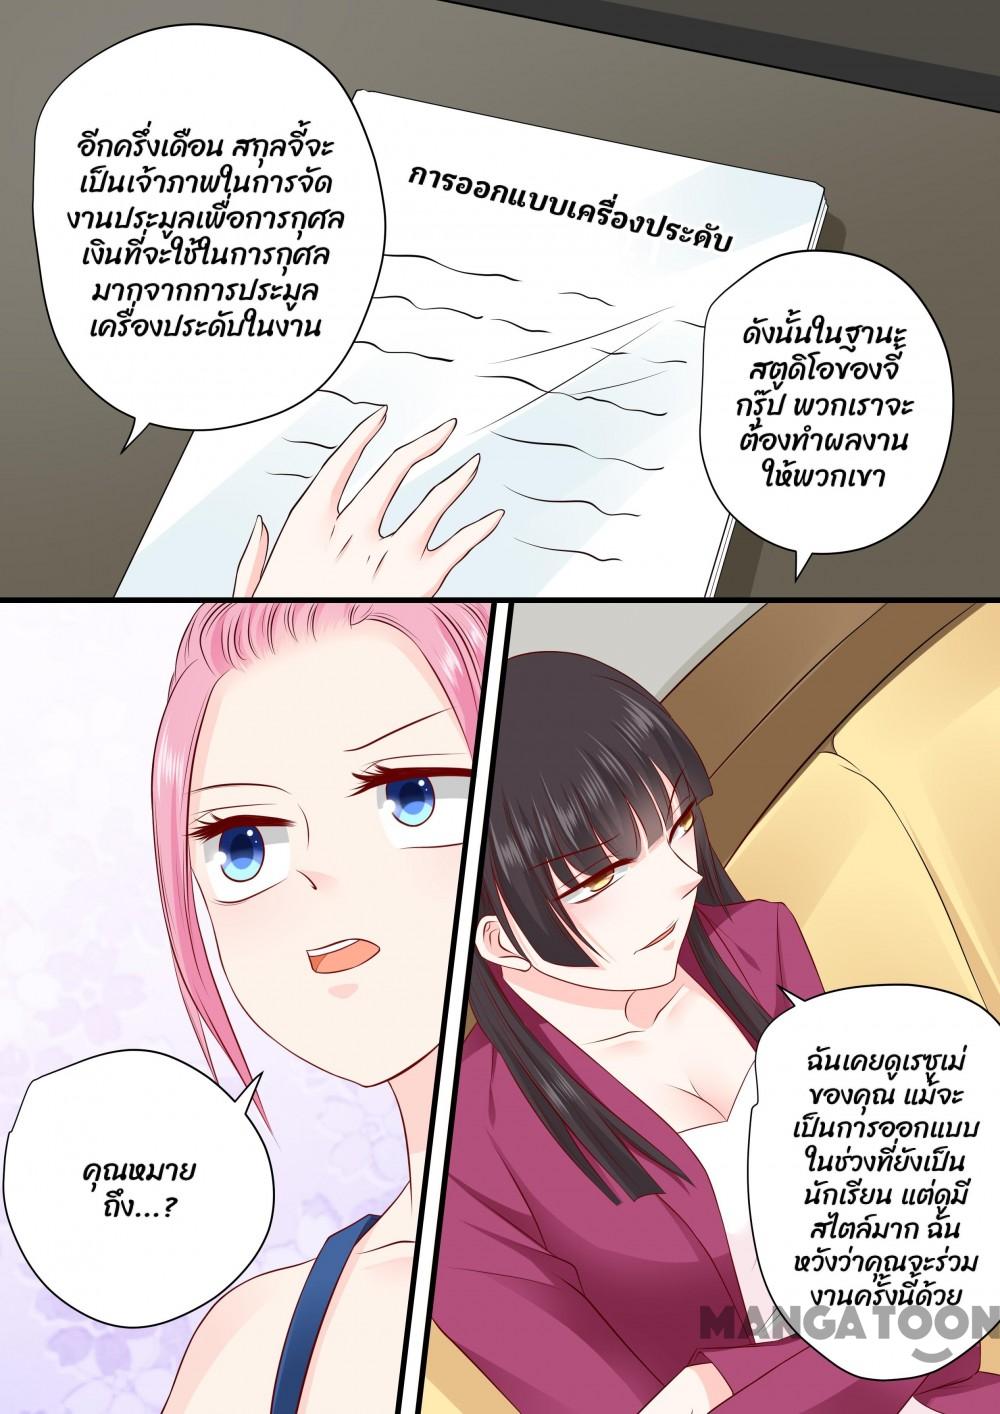 อีกครึ่งเดือน สกุลจี้จะ
เป็นเจ้าภาพในการจัด
งานประมูลเพื่อการกุศล
เงินที่จะใช้ในการกุศล
มากจากการประมูล
เครื่องประดับในงาน
การออกแบบเครื่องประดับ
ดังนั้นในฐานะ
สตูดิโอของจี้
กรุ๊ป พวกเราจะ
ต้องทำผลงาน
ให้พวกเขา
คุณหมาย
ถึง...?
ฉันเคยดูเรซูเม่
ของคุณ แม้จะ
เป็นการออกแบบ
ในช่วงที่ยังเป็น
นักเรียน แต่ดูมี
สไตล์มาก ฉัน
หวังว่าคุณจะร่วม
งานครั้งนี้ด้วย
MANGATOON